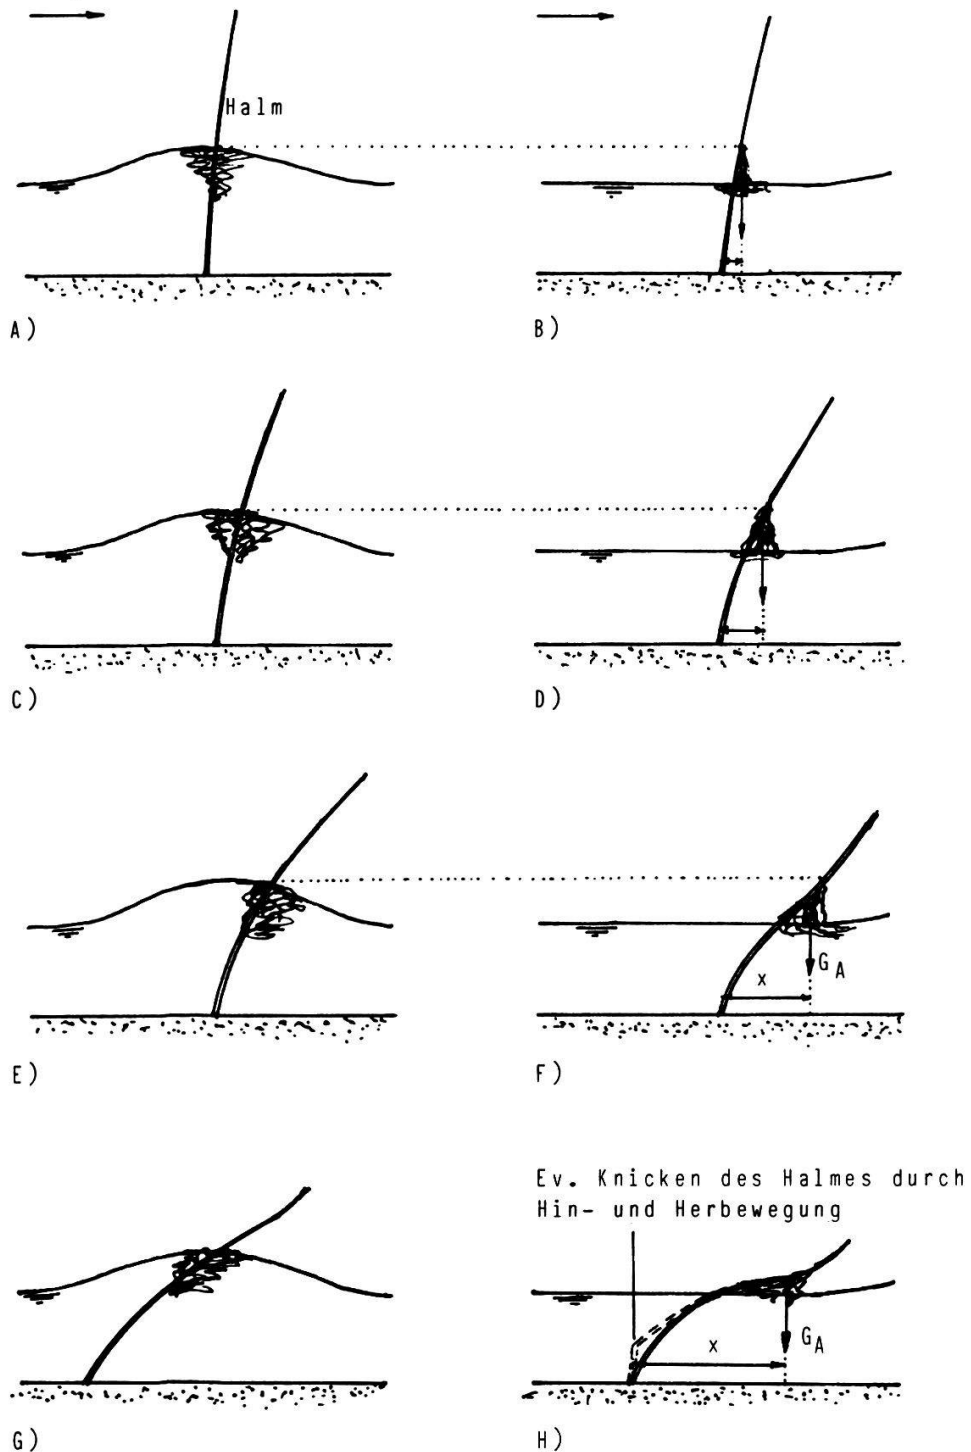 Halm
A)
B)
C)
D)
x
G A
E)
F)
Ev. Knicken des Halmes durch
Hin- und Herbewegung
x
G A
G)
H)